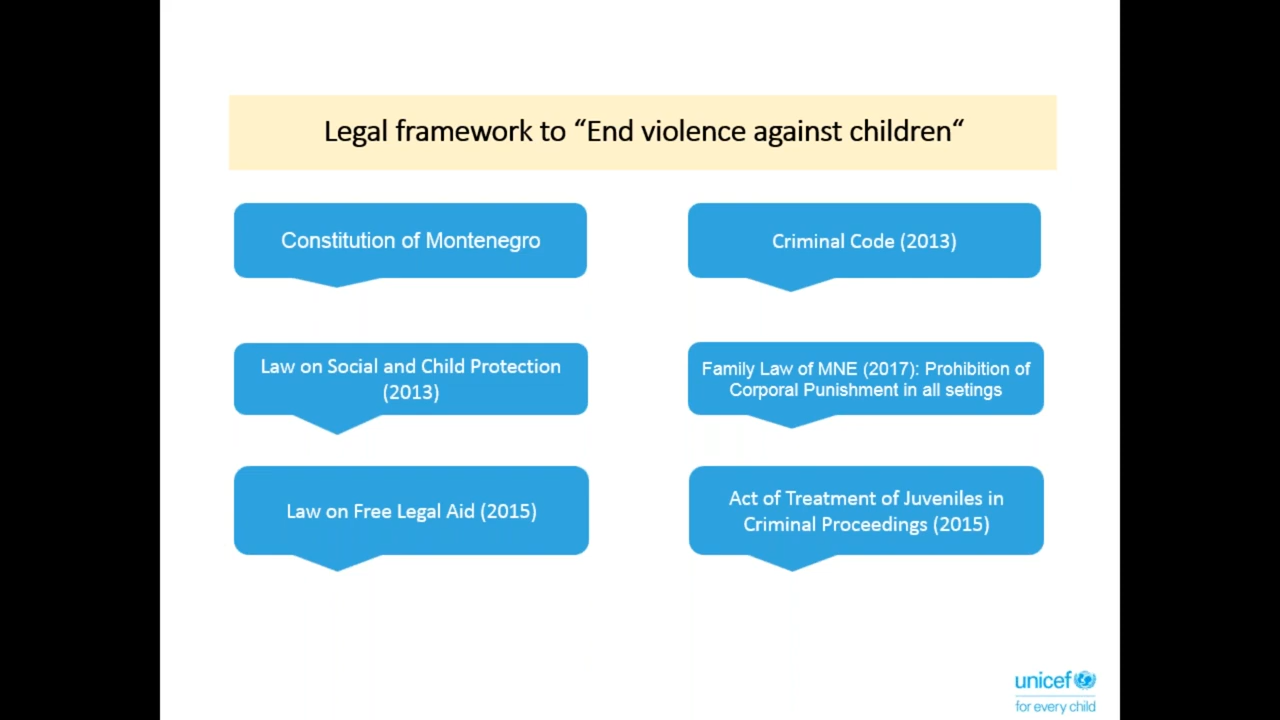 Legal framework to “End violence against children“
Constitution of Montenegro
Criminal Code (2013)
Law on Social and Child Protection
(2013)
Family Law of MNE (2017): Prohibition of
Corporal Punishment in all setings
Law on Free Legal Aid (2015)
Act of Treatment of Juveniles in
Criminal Proceedings (2015)
unicef
for every child